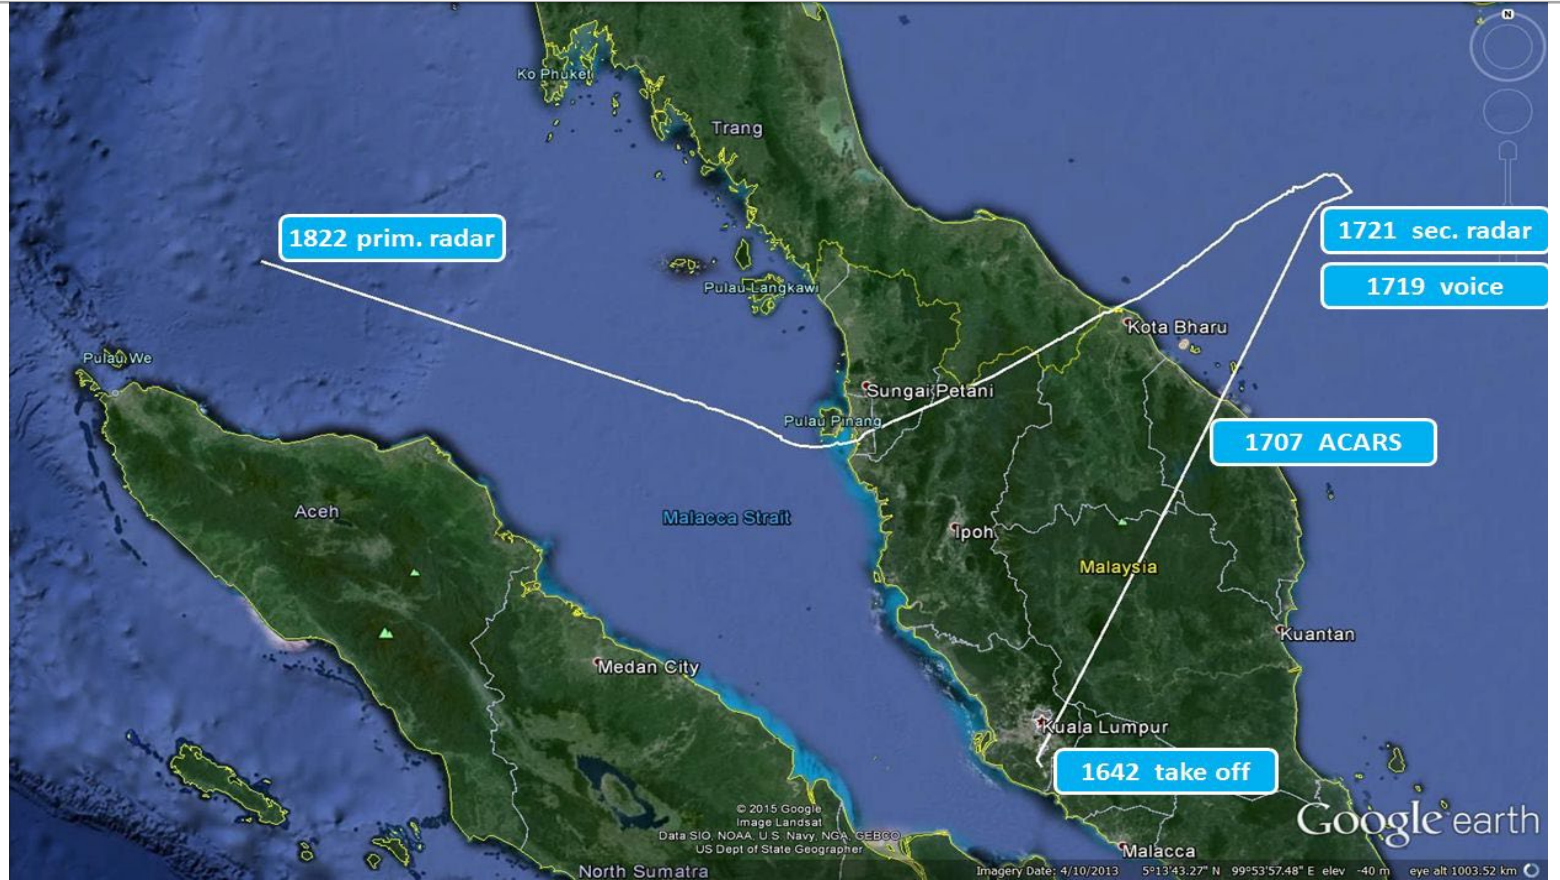 N
Ko Phuket
Trang
1822 prim. radar
1721 sec. radar
1719 voice
Pulau Langkawi
Kota Bharu
Pulau We
Sungai Petani
Pulau Pinang
1707 ACARS
Aceh
Malacca Strait
Ipoh
Malaysia
Kuantan
Medan City
Kuala Lumpur
1642 take off
© 2015 Google
Image Landsat
Data SIO, NOAA, U.S. Navy, NGA, GEBCO
US Dept of State Geographer
Google earth
Malacca
North Sumatra
Imagery Date: 4/10/2013 5°13'43.27" N 99°53'57.48" E elev -40 m eye alt 1003.52 km